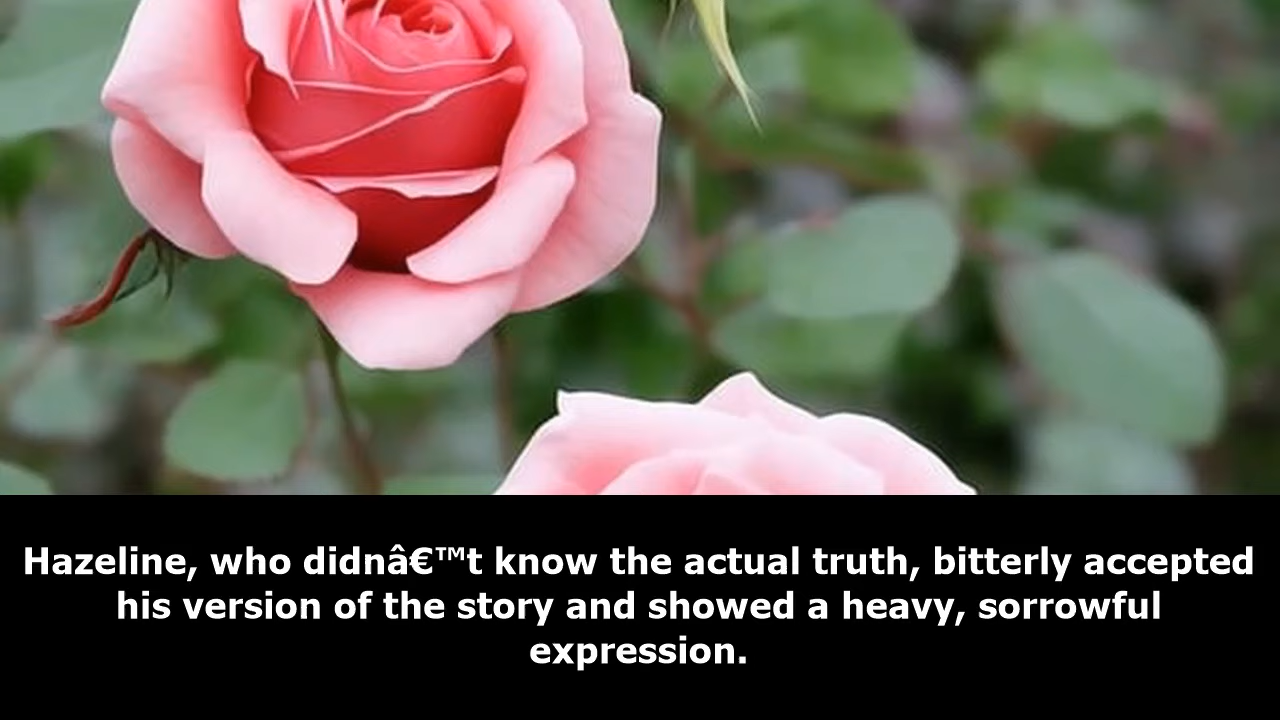 Hazeline, who didnâ€™t know the actual truth, bitterly accepted
his version of the story and showed a heavy, sorrowful
expression.